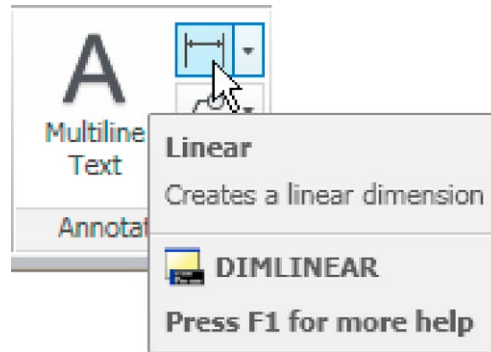 A
Multiline
Text
Annotat
Linear
Creates a linear dimension
DIMLINEAR
Press F1 for more help